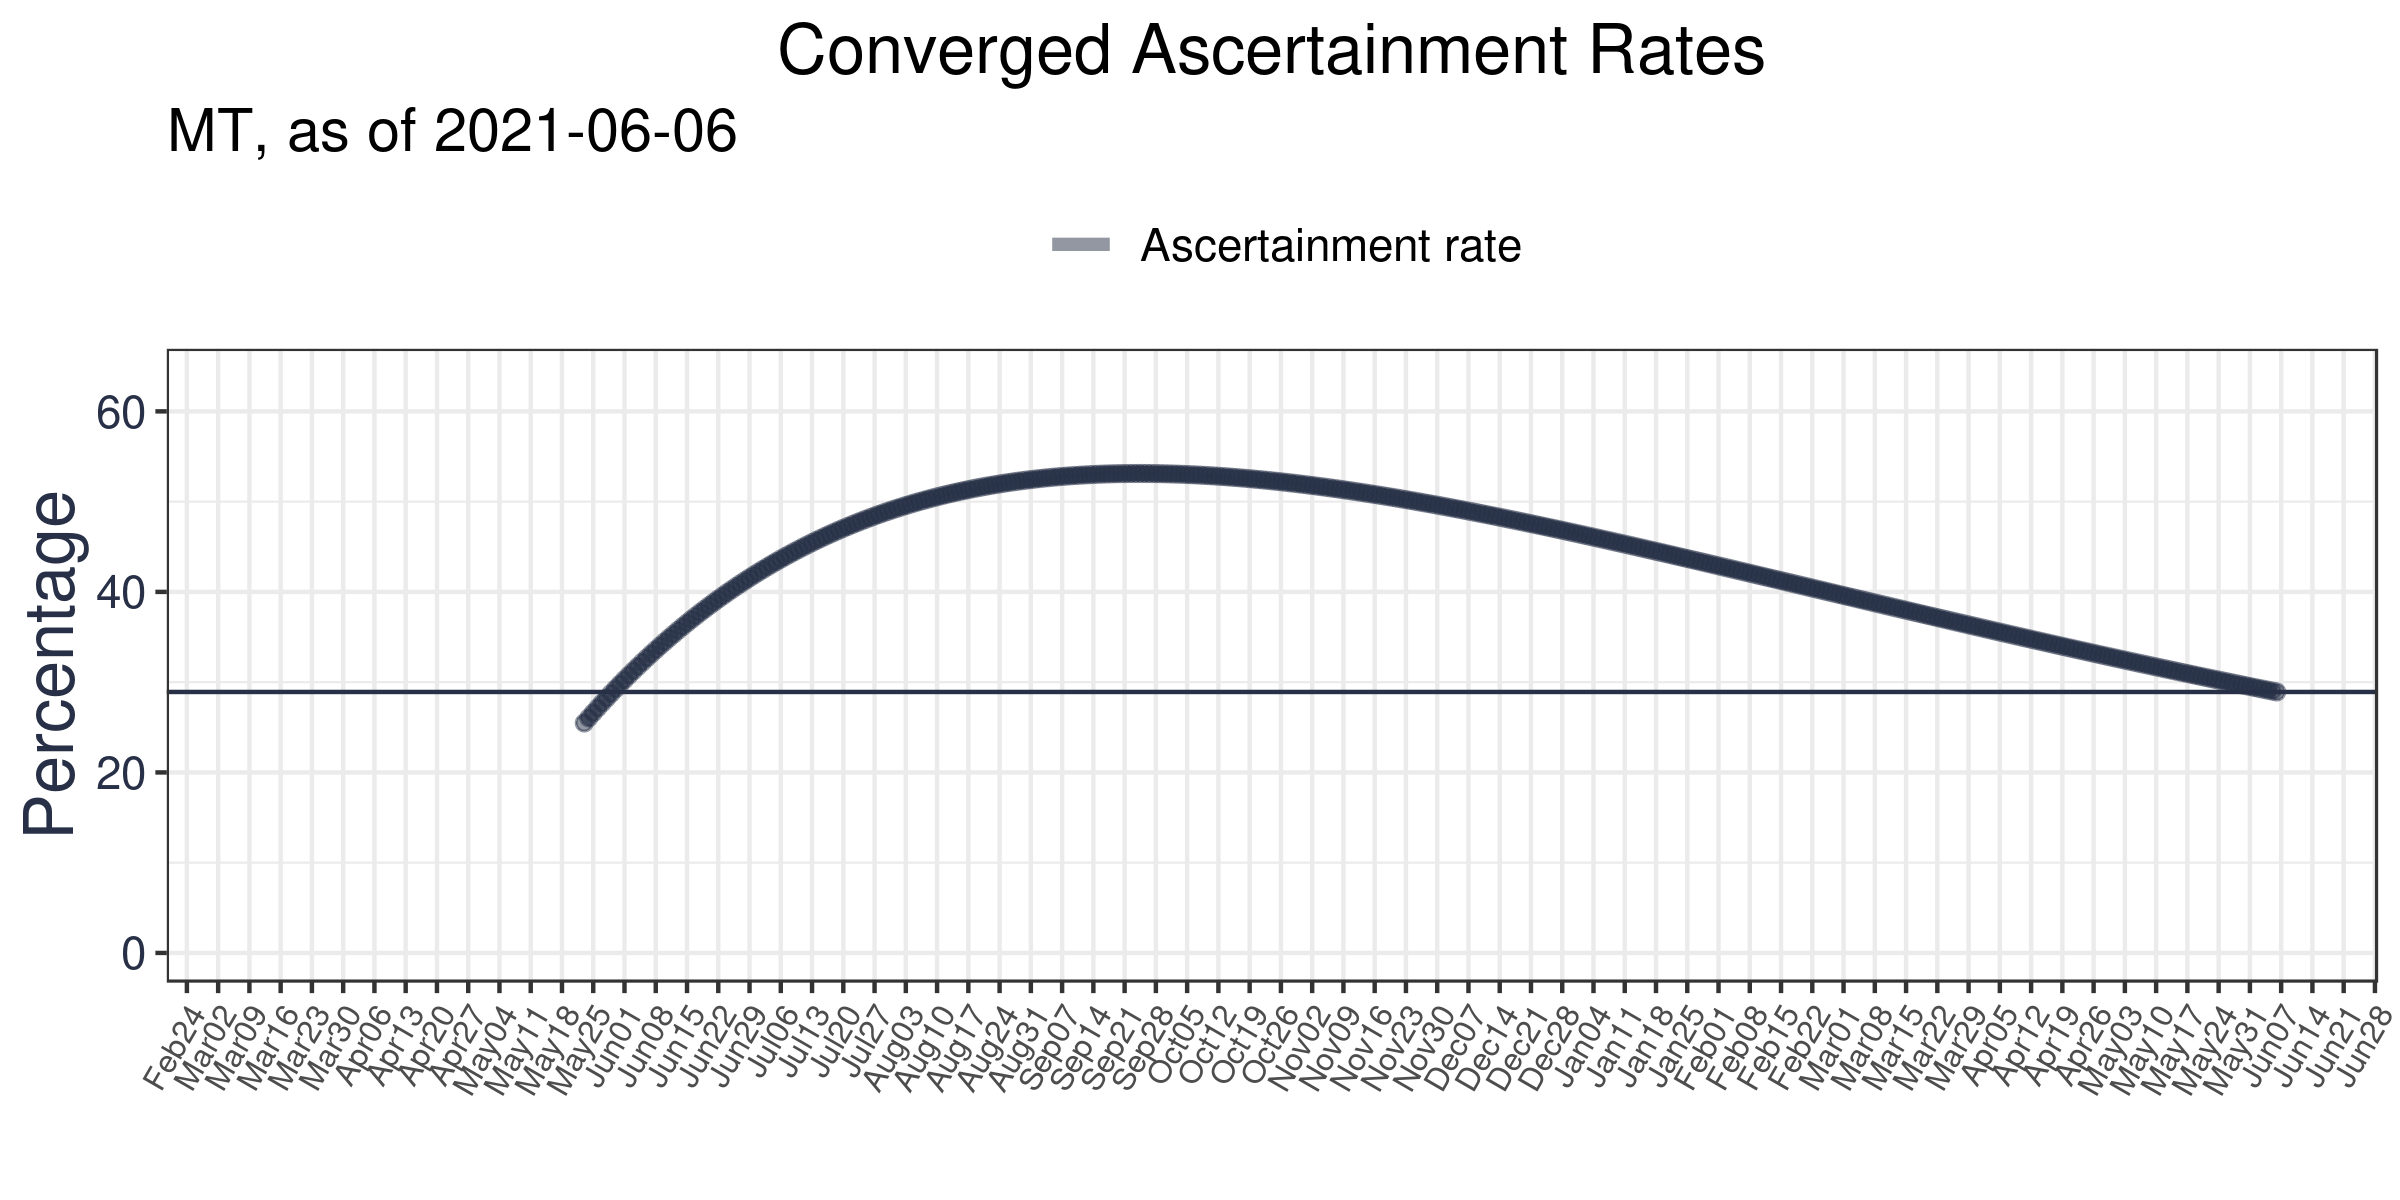 Converged Ascertainment Rates
MT, as of 2021-06-06
Ascertainment rate
Percentage
60
40
20
0
Feb24
Mar02
Mar09
Mar16
Mar23
Mar30
Apr06
Apr13
Apr20
Apr27
May04
May11
May18
May25
Jun01
Jun08
Jun15
Jun22
Jun29
Jul06
Jul13
Jul20
Jul27
Aug03
Aug10
Aug17
Aug24
Aug31
Sep07
Sep14
Sep21
Sep28
Oct05
Oct12
Oct19
Oct26
Nov02
Nov09
Nov16
Nov23
Nov30
Dec07
Dec14
Dec21
Dec28
Jan04
Jan11
Jan18
Jan25
Feb01
Feb08
Feb15
Feb22
Mar01
Mar08
Mar15
Mar22
Mar29
Apr05
Apr12
Apr19
Apr26
May03
May10
May17
May24
May31
Jun07
Jun14
Jun21
Jun28